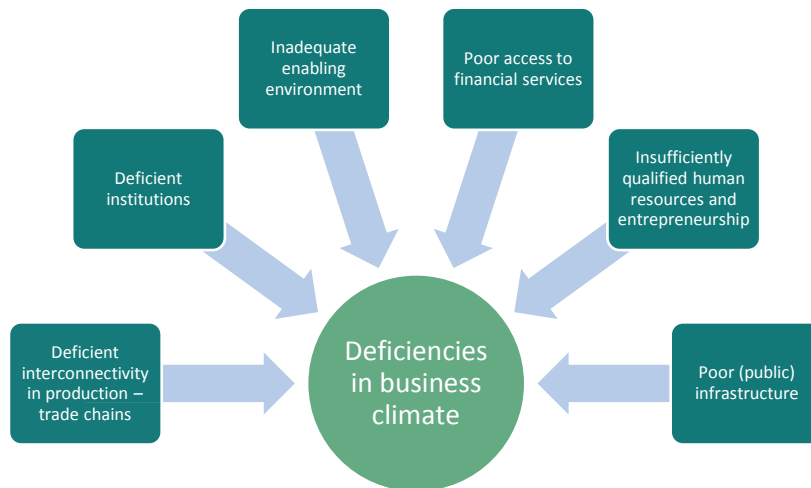 Inadequate
enabling
environment
Poor access to
financial services
Deficient
institutions
Insufficiently
qualified human
resources and
entrepreneurship
Deficient
interconnectivity
in production –
trade chains
Deficiencies
in business
climate
Poor (public)
infrastructure